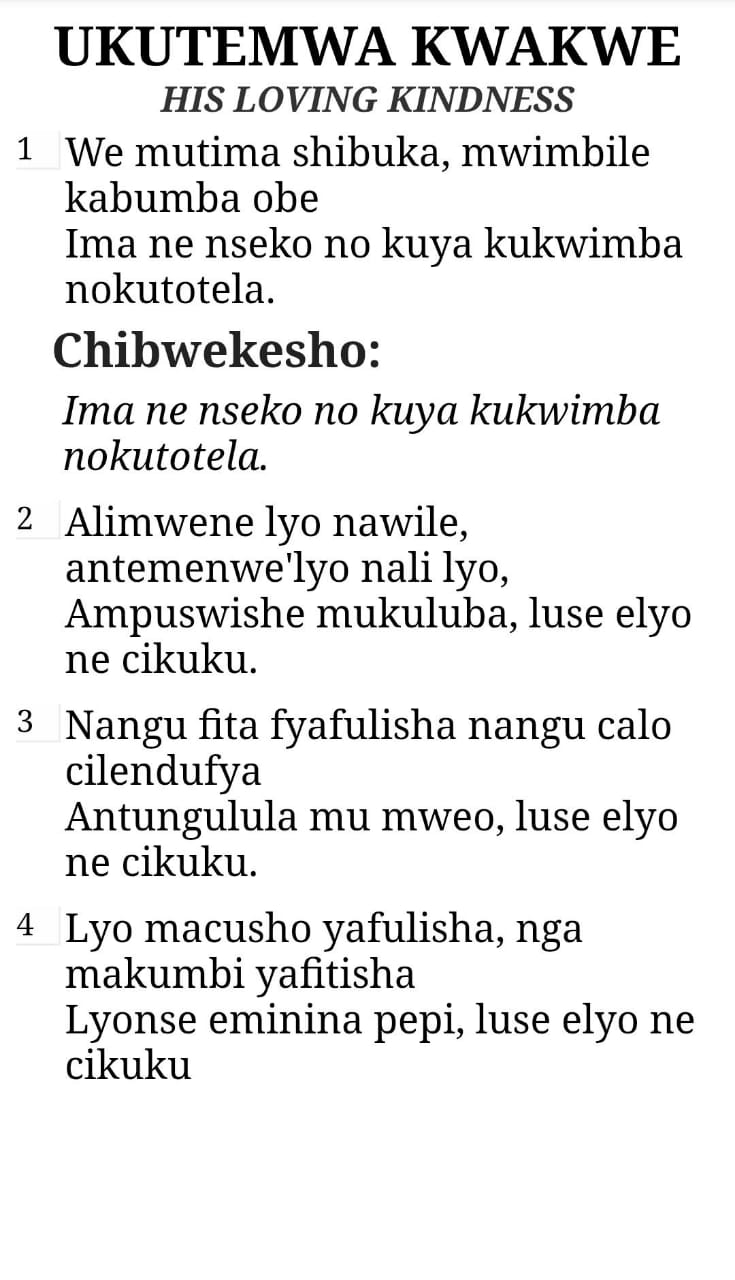 UKUTEMWA KWAKWE
HIS LOVING KINDNESS
1 We mutima shibuka, mwimbile
kabumba obe
Ima ne nseko no kuya kukwimba
nokutotela.
Chibwekesho:
Ima ne nseko no kuya kukwimba
nokutotela.
2 Alimwene lyo nawile,
antemenwe'lyo nali lyo,
Ampuswishe mukuluba, luse elyo
ne cikuku.
3 Nangu fita fyafulisha nangu calo
cilendufya
Antungulula mu mweo, luse elyo
ne cikuku.
4 Lyo macusho yafulisha, nga
makumbi yafitisha
Lyonse eminina pepi, luse elyo ne
cikuku